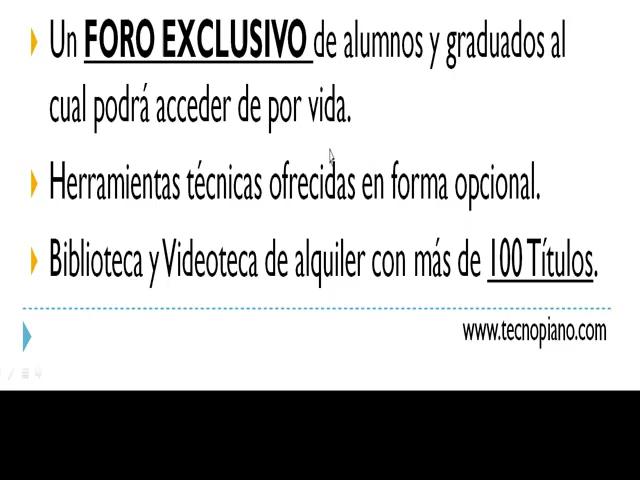 Un FORO EXCLUSIVO de alumnos y graduados al
cual podrá acceder de por vida.
Herramientas técnicas ofrecidas en forma opcional.
Biblioteca y Videoteca de alquiler con más de 100 Títulos.
www.tecnopiano.com